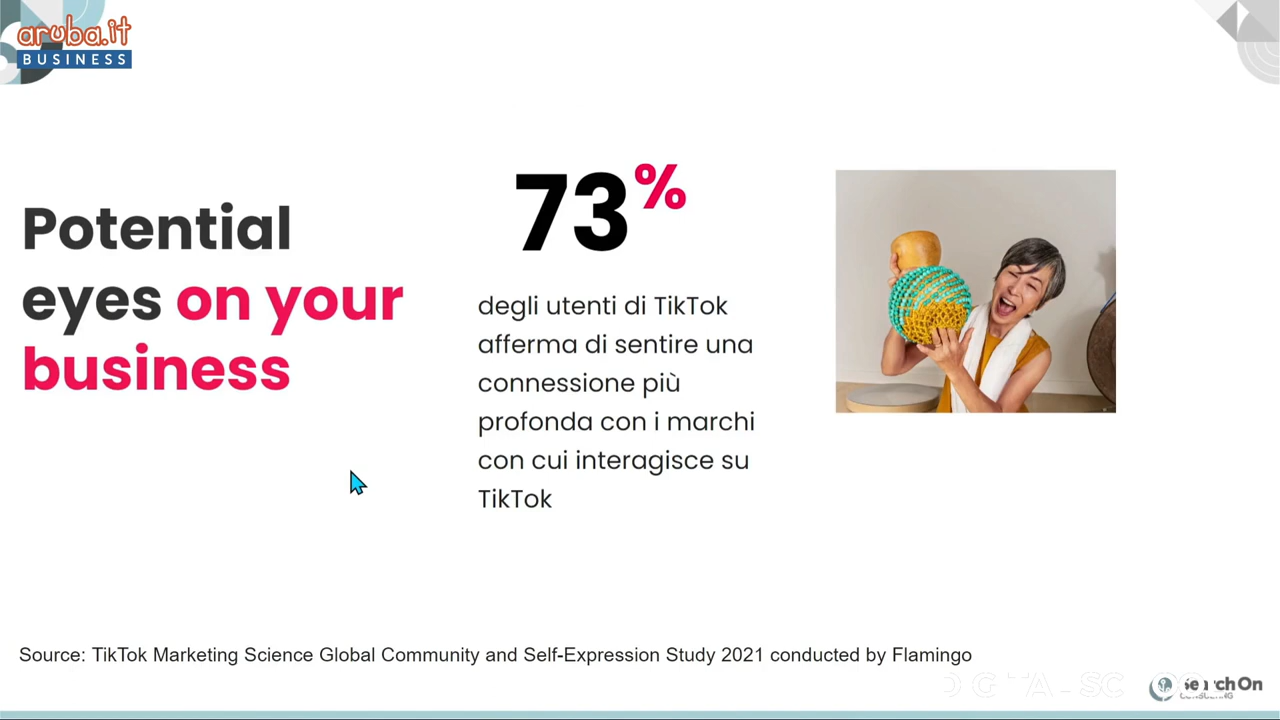 aruba.it
BUSINESS
Potential
eyes on your
business
73%
degli utenti di TikTok
afferma di sentire una
connessione più
profonda con i marchi
con cui interagisce su
TikTok
Source: TikTok Marketing Science Global Community and Self-Expression Study 2021 conducted by Flamingo
SearchOn
CONSULTING